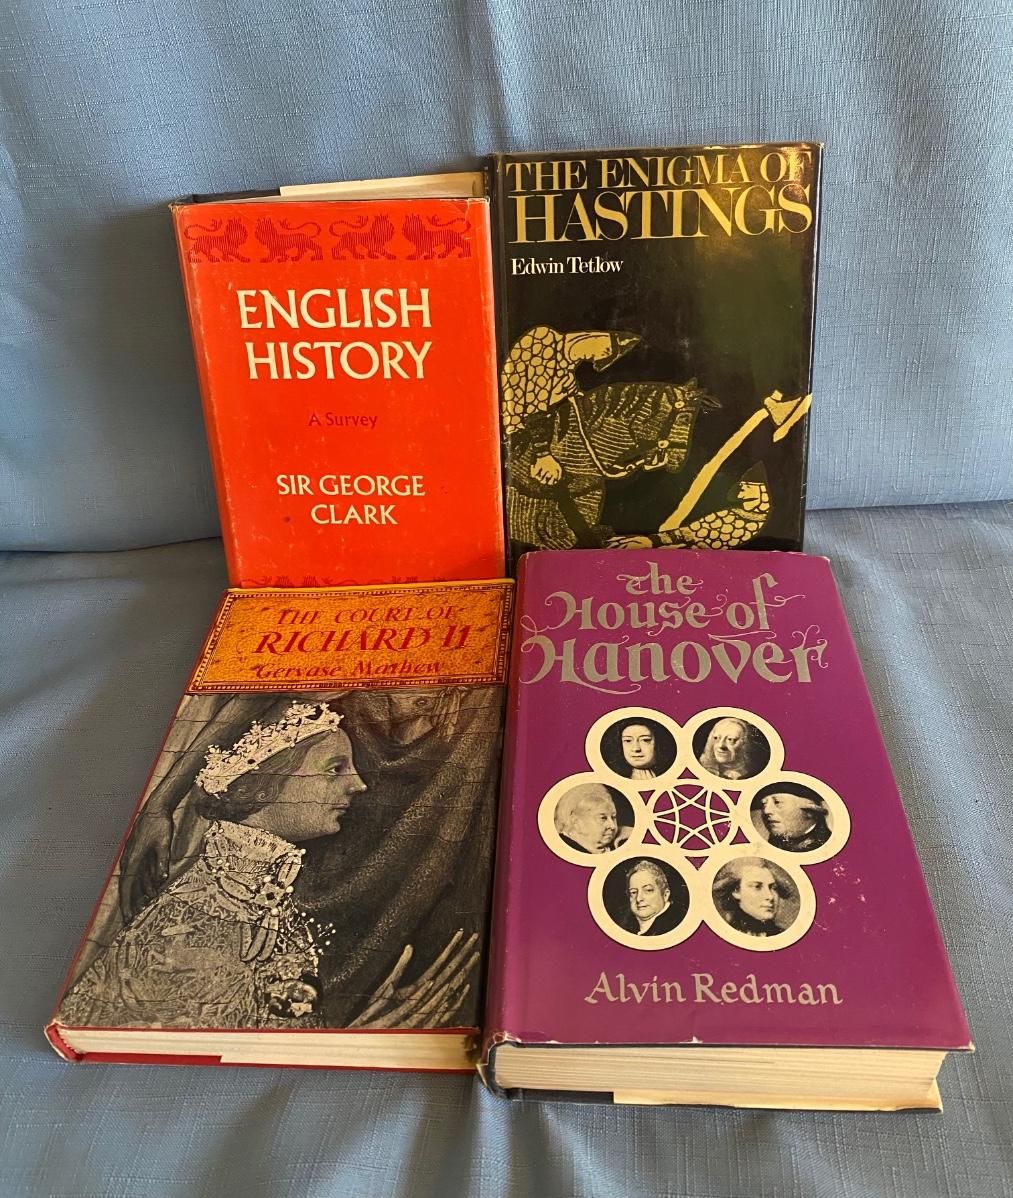 ENGLISH
HISTORY
A Survey
SIR GEORGE
CLARK
THE ENIGMA OF
HASTINGS
Edwin Tetlow
THE COURT OF
RICHARD II
Gervase Mathew
The
House of
Hanover
Alvin Redman